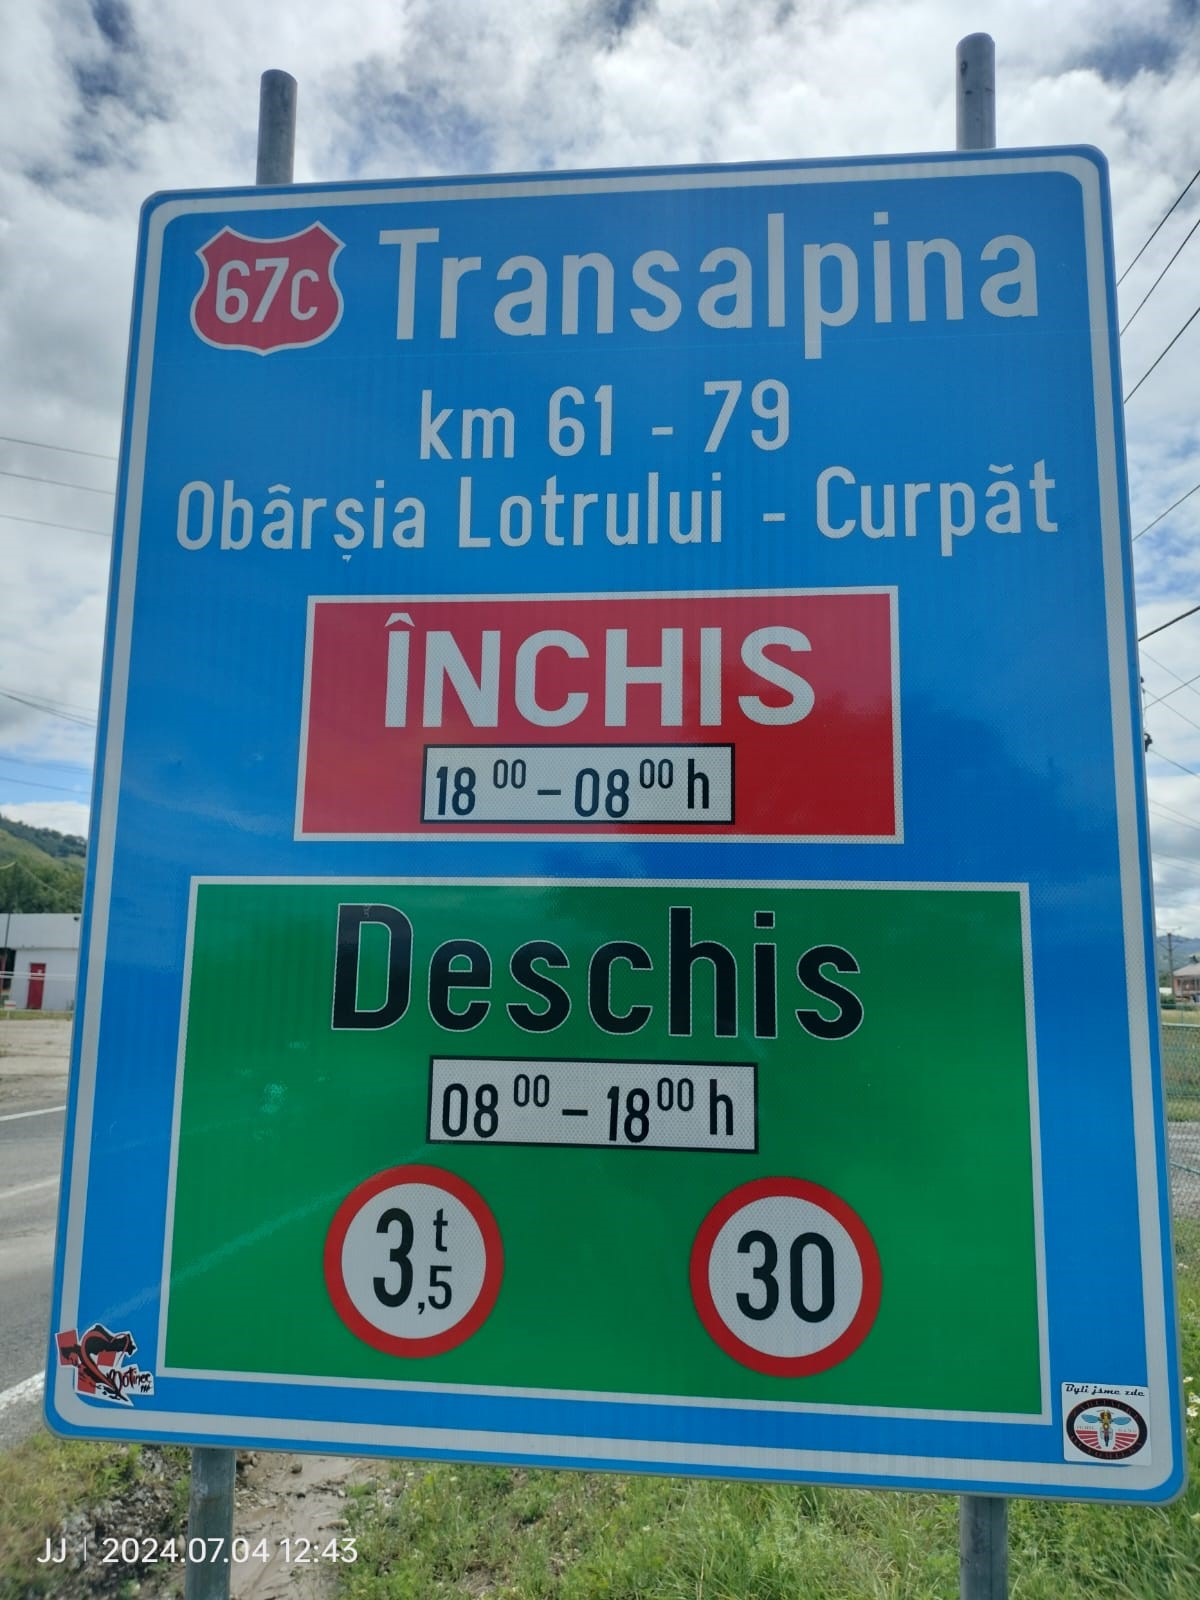 67C Transalpina
km 61 - 79
Obârșia Lotrului - Curpăt
ÎNCHIS
18 00 - 08 00 h
Deschis
08 00 - 18 00 h
3,5 t
30
Motinec
Byli jsme zde
JJ | 2024.07.04 12:43